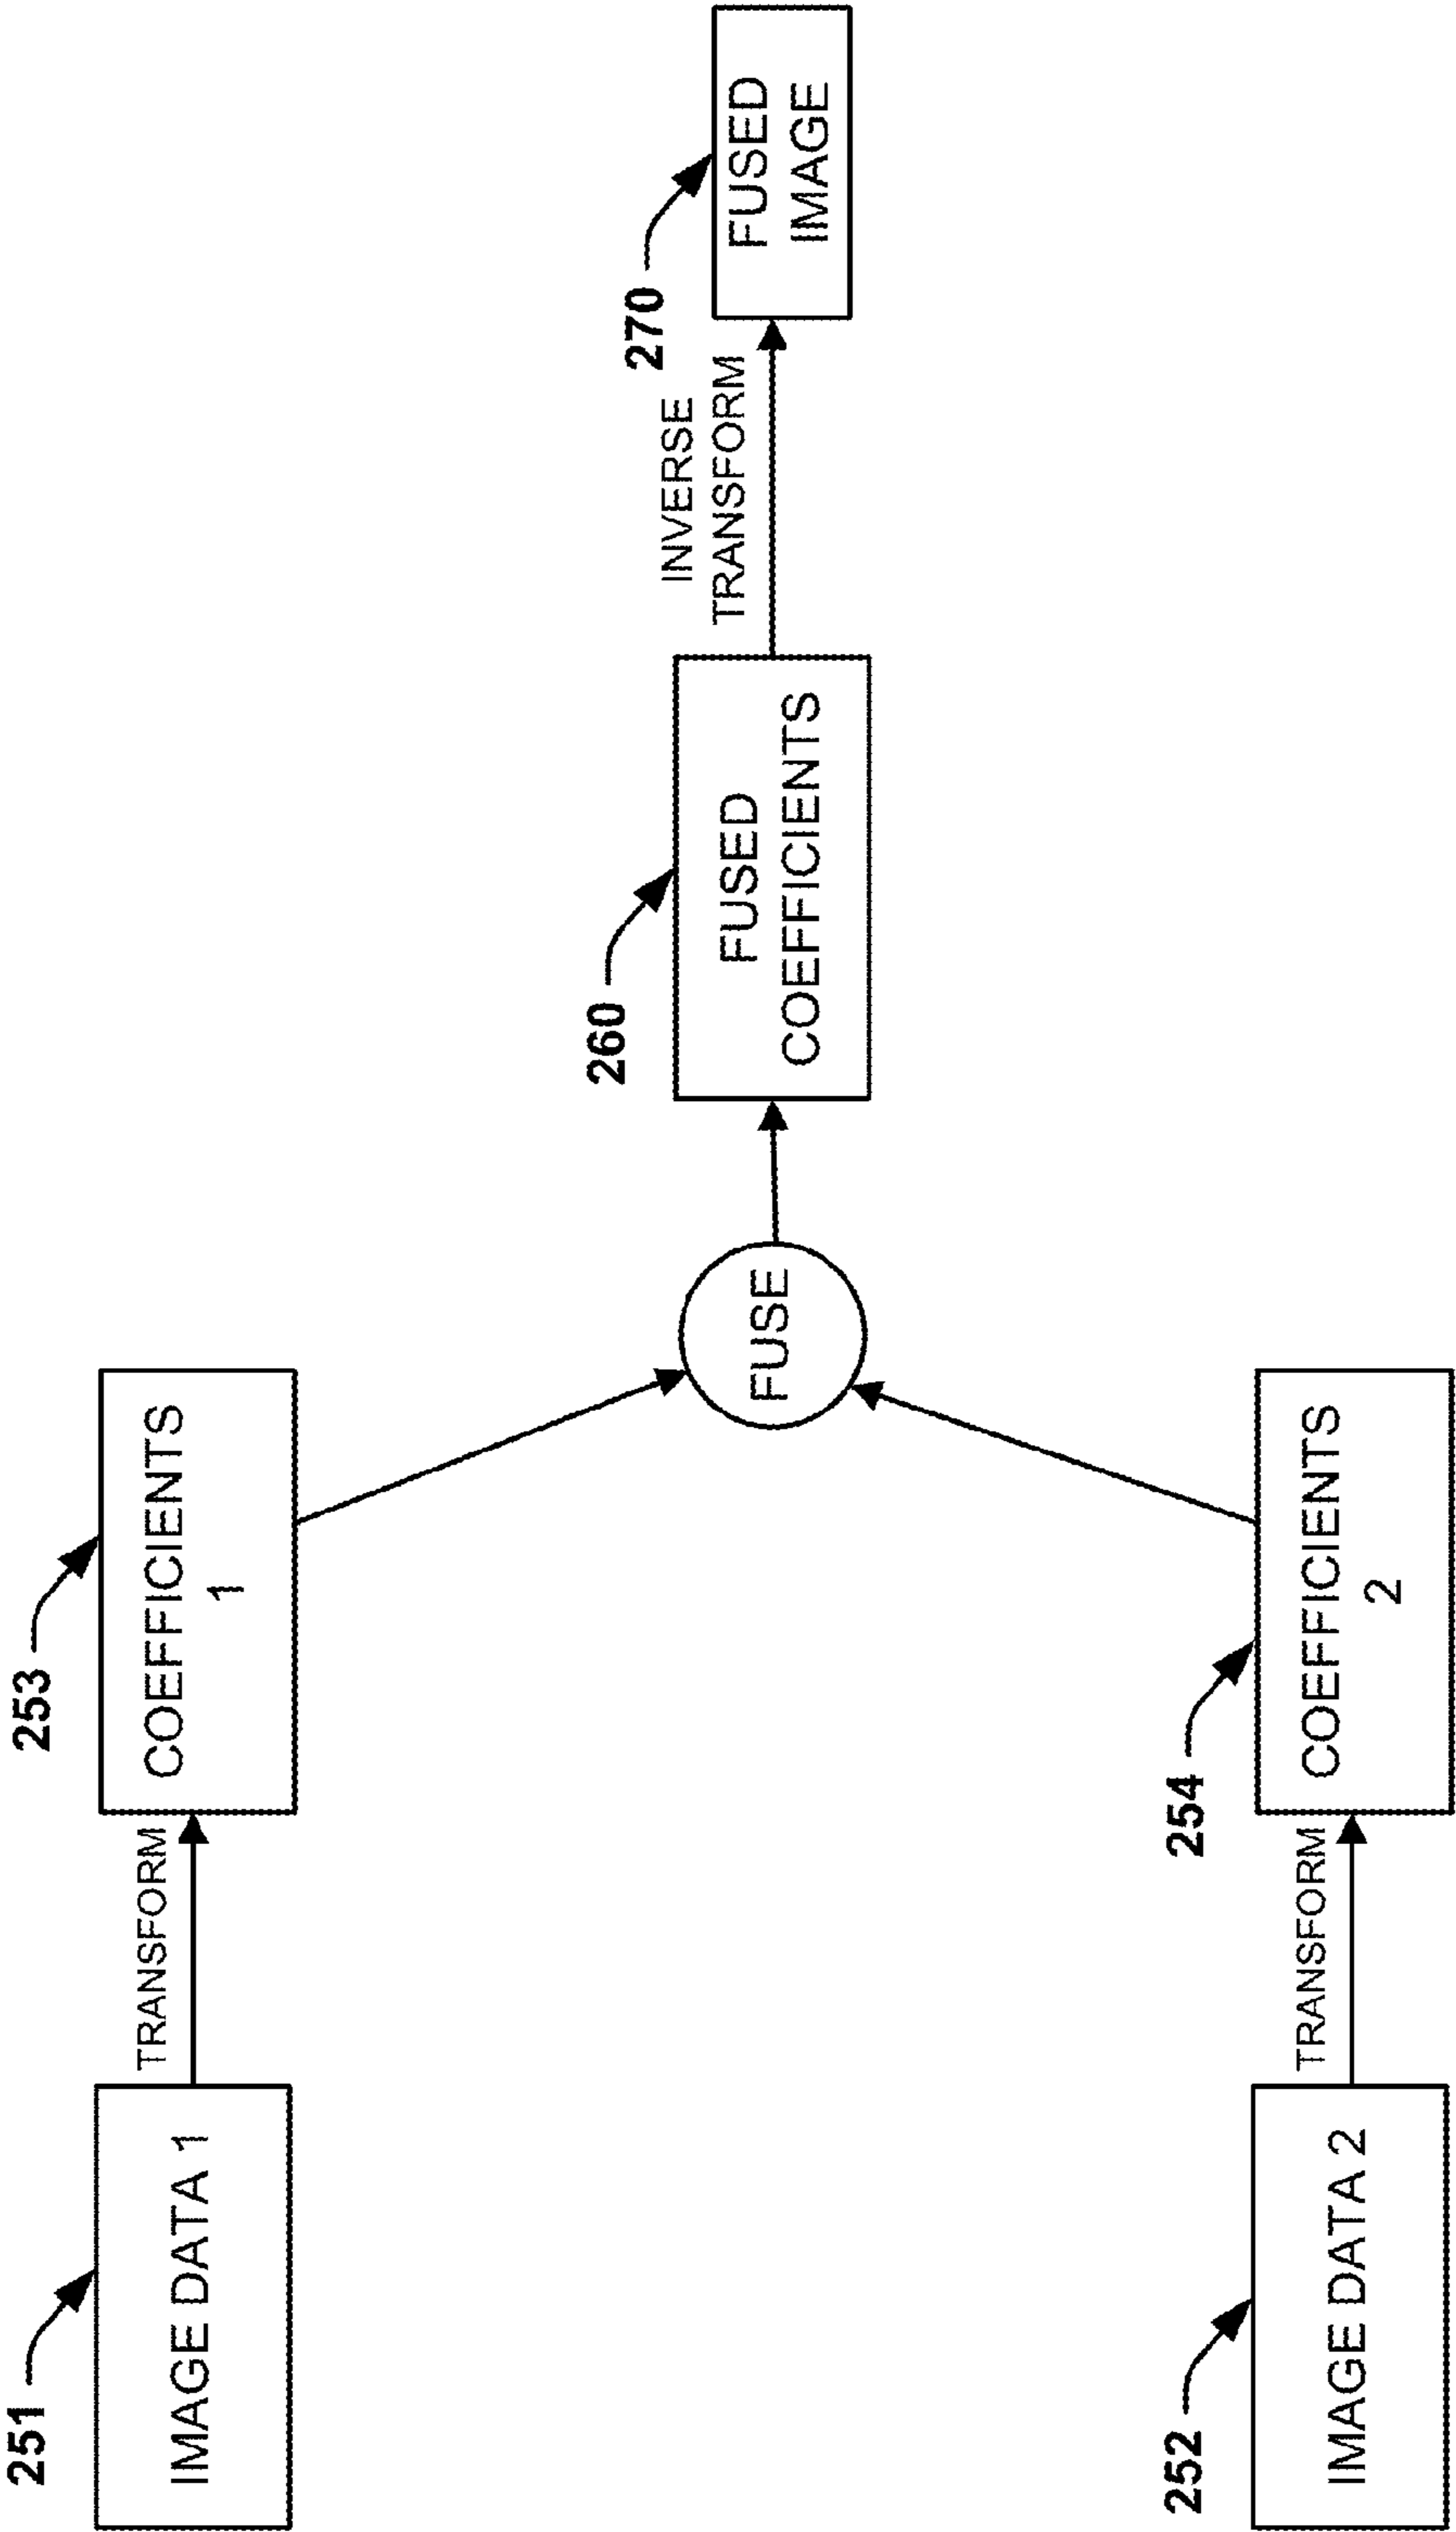 251
IMAGE DATA 1
TRANSFORM
253
COEFFICIENTS
1
252
IMAGE DATA 2
TRANSFORM
254
COEFFICIENTS
2
FUSE
260
FUSED
COEFFICIENTS
INVERSE
TRANSFORM
270
FUSED
IMAGE